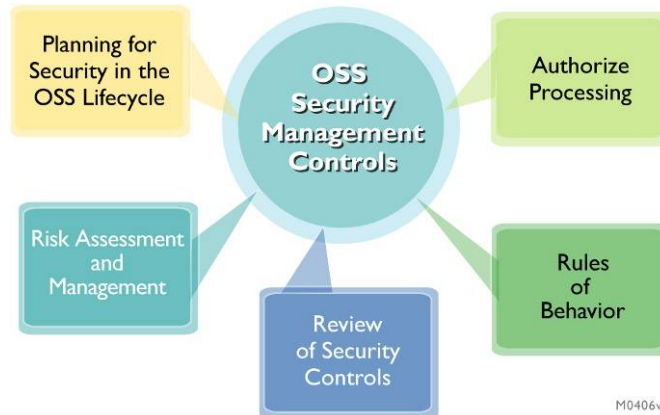 Planning for
Security in the
OSS Lifecycle
OSS
Security
Management
Controls
Authorize
Processing
Risk Assessment
and
Management
Review
of Security
Controls
Rules
of
Behavior